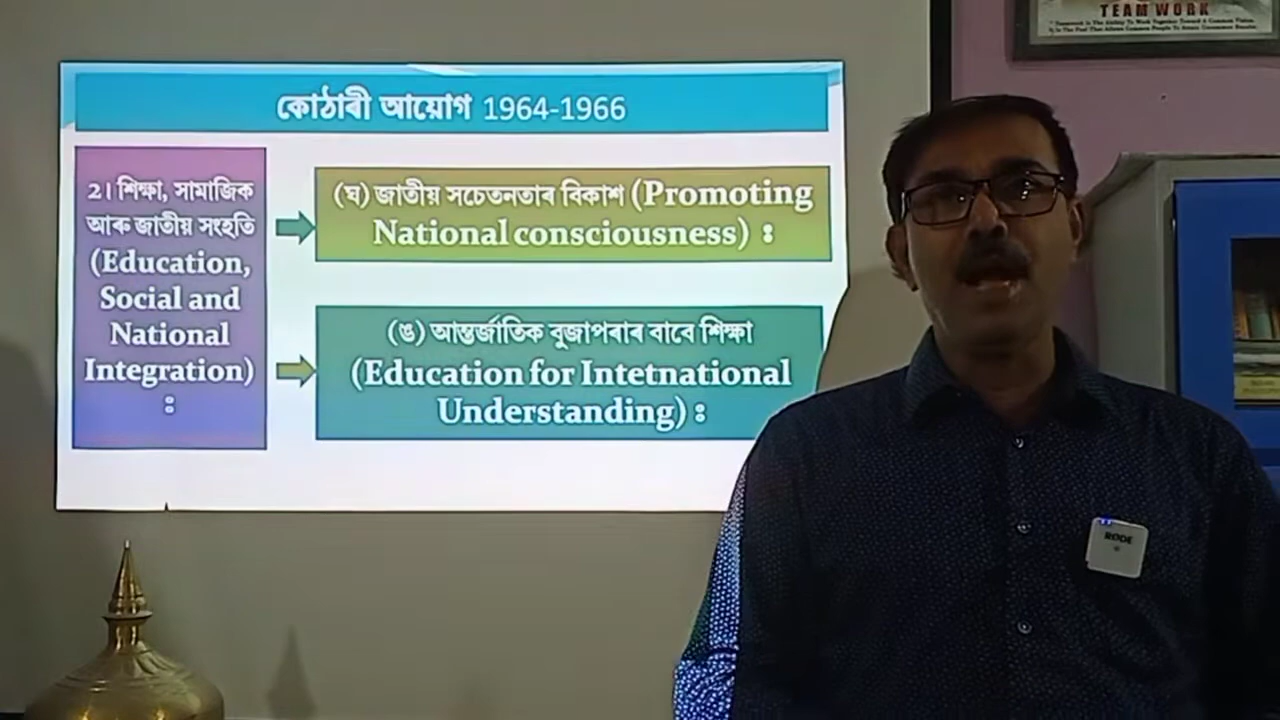 TEAM WORK
কোঠাৰী আয়োগ 1964-1966
2। শিক্ষা, সামাজিক
আৰু জাতীয় সংহতি
(Education,
Social and
National
Integration)
:
(ঘ) জাতীয় সচেতনতাৰ বিকাশ (Promoting
National consciousness) :
(ঙ) আন্তৰ্জাতিক বুজাপৰাৰ বাবে শিক্ষা
(Education for Intetnational
Understanding) :
RODE